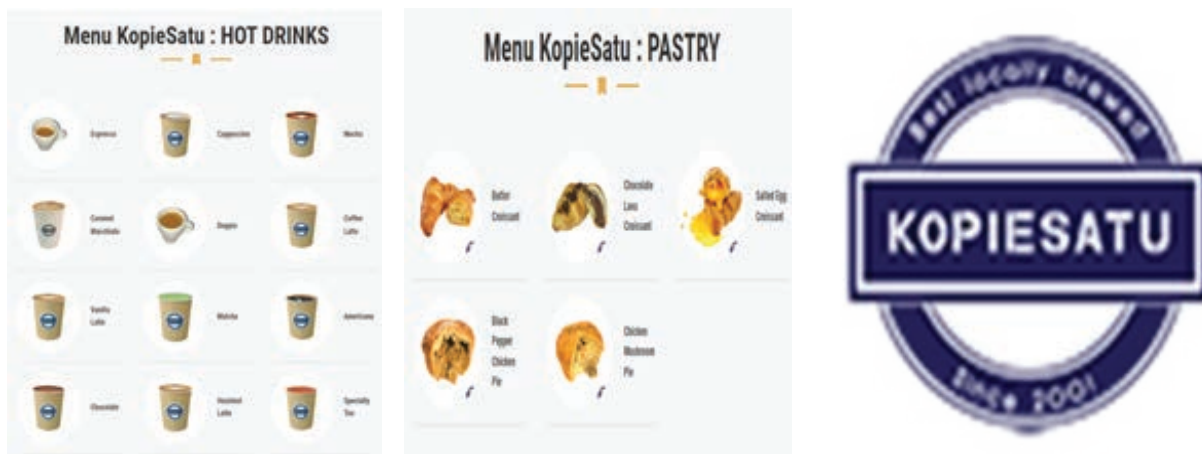 Menu KopieSatu : HOT DRINKS
Espresso
Cappuccino
Mocha
Caramel
Macchiato
Doppio
Coffee
Latte
Vanilla
Latte
Matcha
Americano
Chocolate
Hazelnut
Latte
Specialty
Tea
Menu KopieSatu : PASTRY
Butter
Croissant
Chocolate
Lava
Croissant
Salted Egg
Croissant
Black
Pepper
Chicken
Pie
Chicken
Mushroom
Pie
Best locally brewed
KOPIESATU
Since 2001